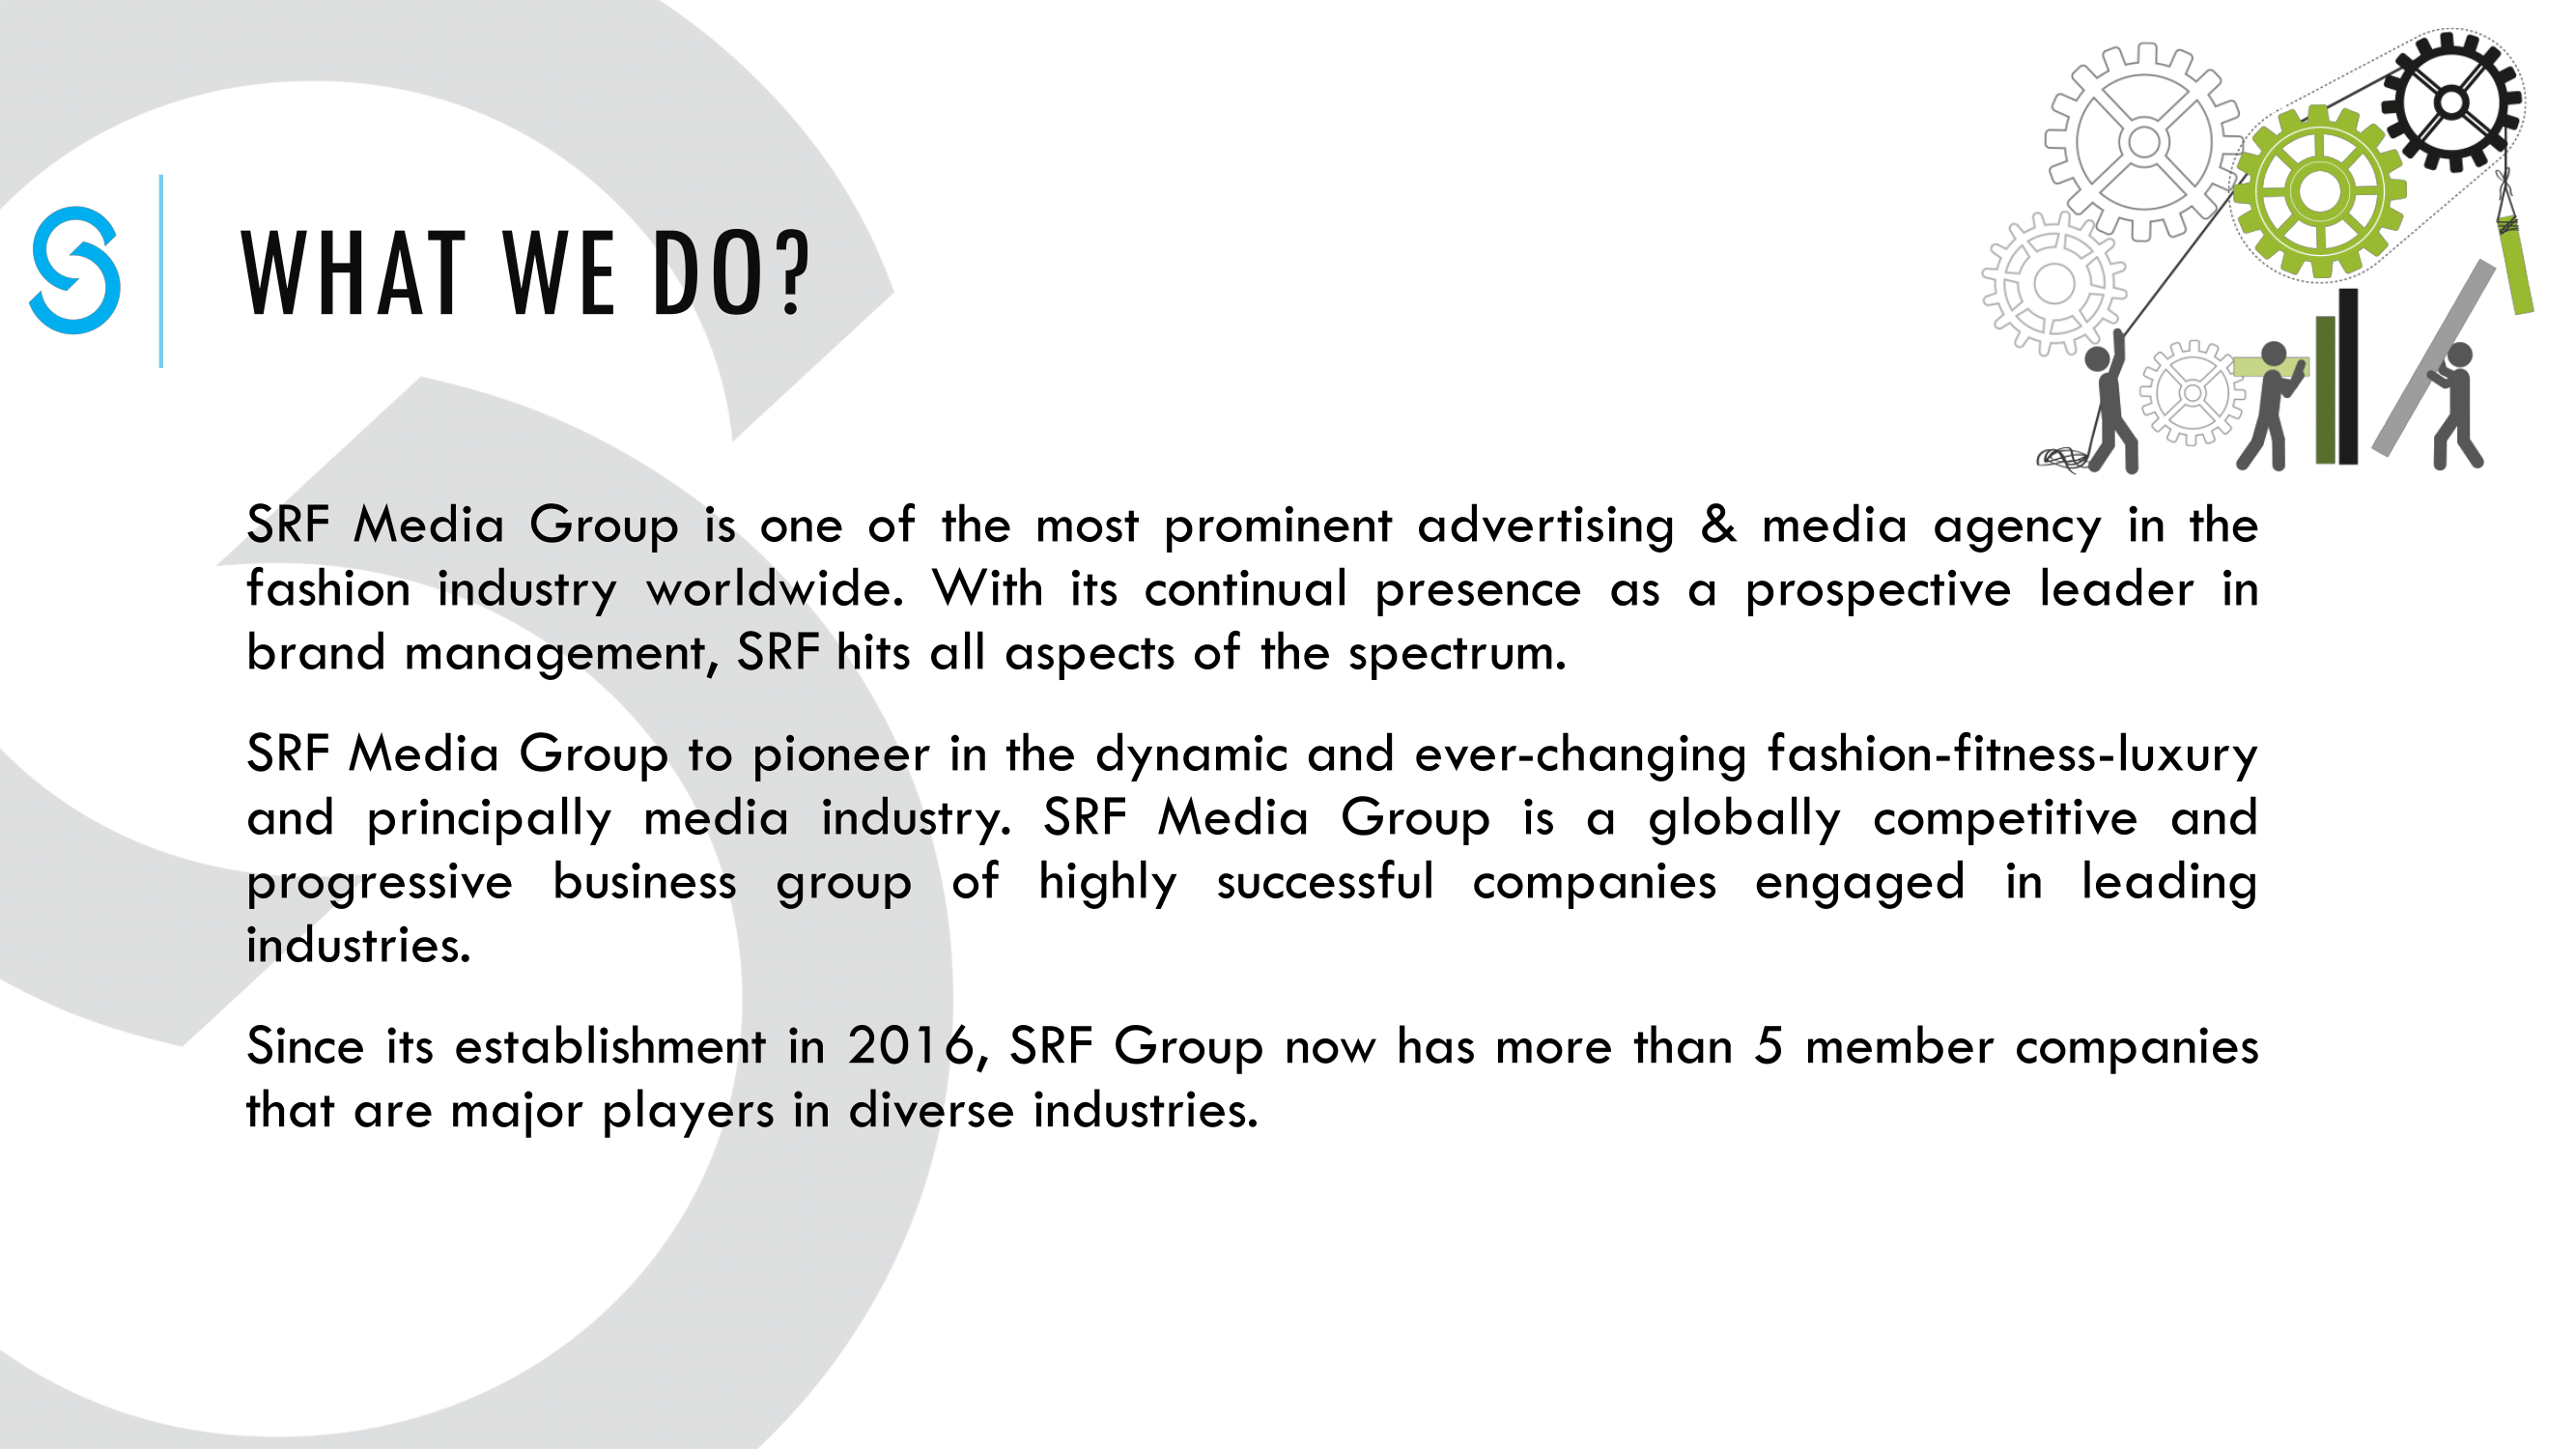 WHAT WE DO?
SRF Media Group is one of the most prominent advertising & media agency in the
fashion industry worldwide. With its continual presence as a prospective leader in
brand management, SRF hits all aspects of the spectrum.
SRF Media Group to pioneer in the dynamic and ever-changing fashion-fitness-luxury
and principally media industry. SRF Media Group is a globally competitive and
progressive business group of highly successful companies engaged in leading
industries.
Since its establishment in 2016, SRF Group now has more than 5 member companies
that are major players in diverse industries.